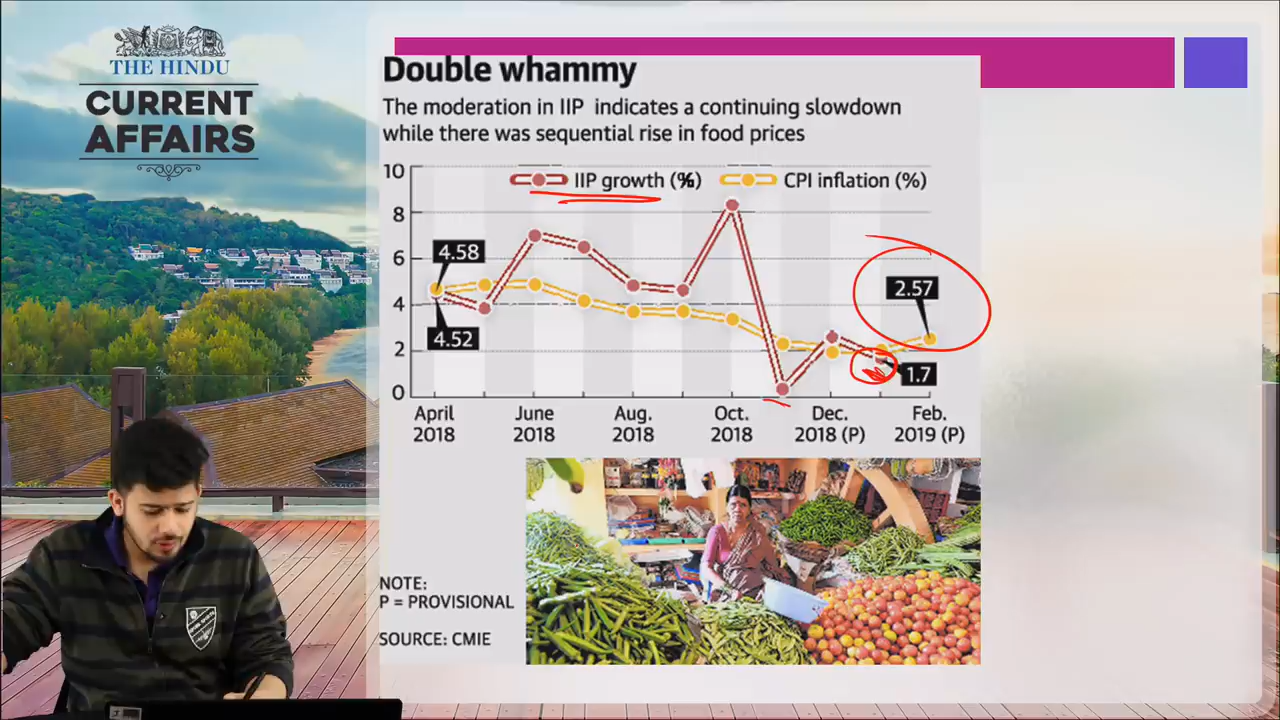 THE HINDU
CURRENT
AFFAIRS
Double whammy
The moderation in IIP indicates a continuing slowdown
while there was sequential rise in food prices
IIP growth (%) CPI inflation (%)
10
8
6
4
2
0
4.58
4.52
2.57
1.7
April June Aug. Oct. Dec. Feb.
2018 2018 2018 2018 2018 (P) 2019 (P)
NOTE:
P = PROVISIONAL
SOURCE: CMIE